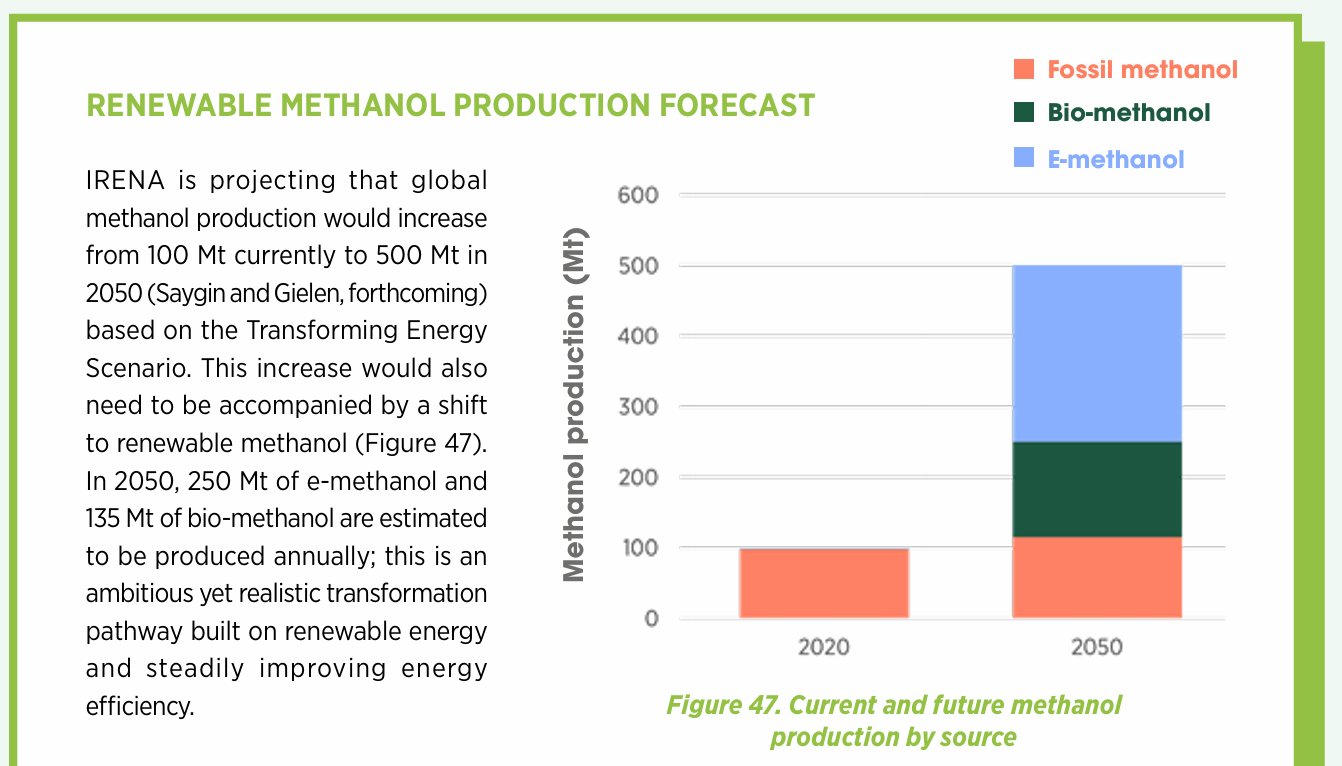 RENEWABLE METHANOL PRODUCTION FORECAST
IRENA is projecting that global
methanol production would increase
from 100 Mt currently to 500 Mt in
2050 (Saygin and Gielen, forthcoming)
based on the Transforming Energy
Scenario. This increase would also
need to be accompanied by a shift
to renewable methanol (Figure 47).
In 2050, 250 Mt of e-methanol and
135 Mt of bio-methanol are estimated
to be produced annually; this is an
ambitious yet realistic transformation
pathway built on renewable energy
and steadily improving energy
efficiency.
Fossil methanol
Bio-methanol
E-methanol
Methanol production (Mt)
600
500
400
300
200
100
0
2020
2050
Figure 47. Current and future methanol
production by source